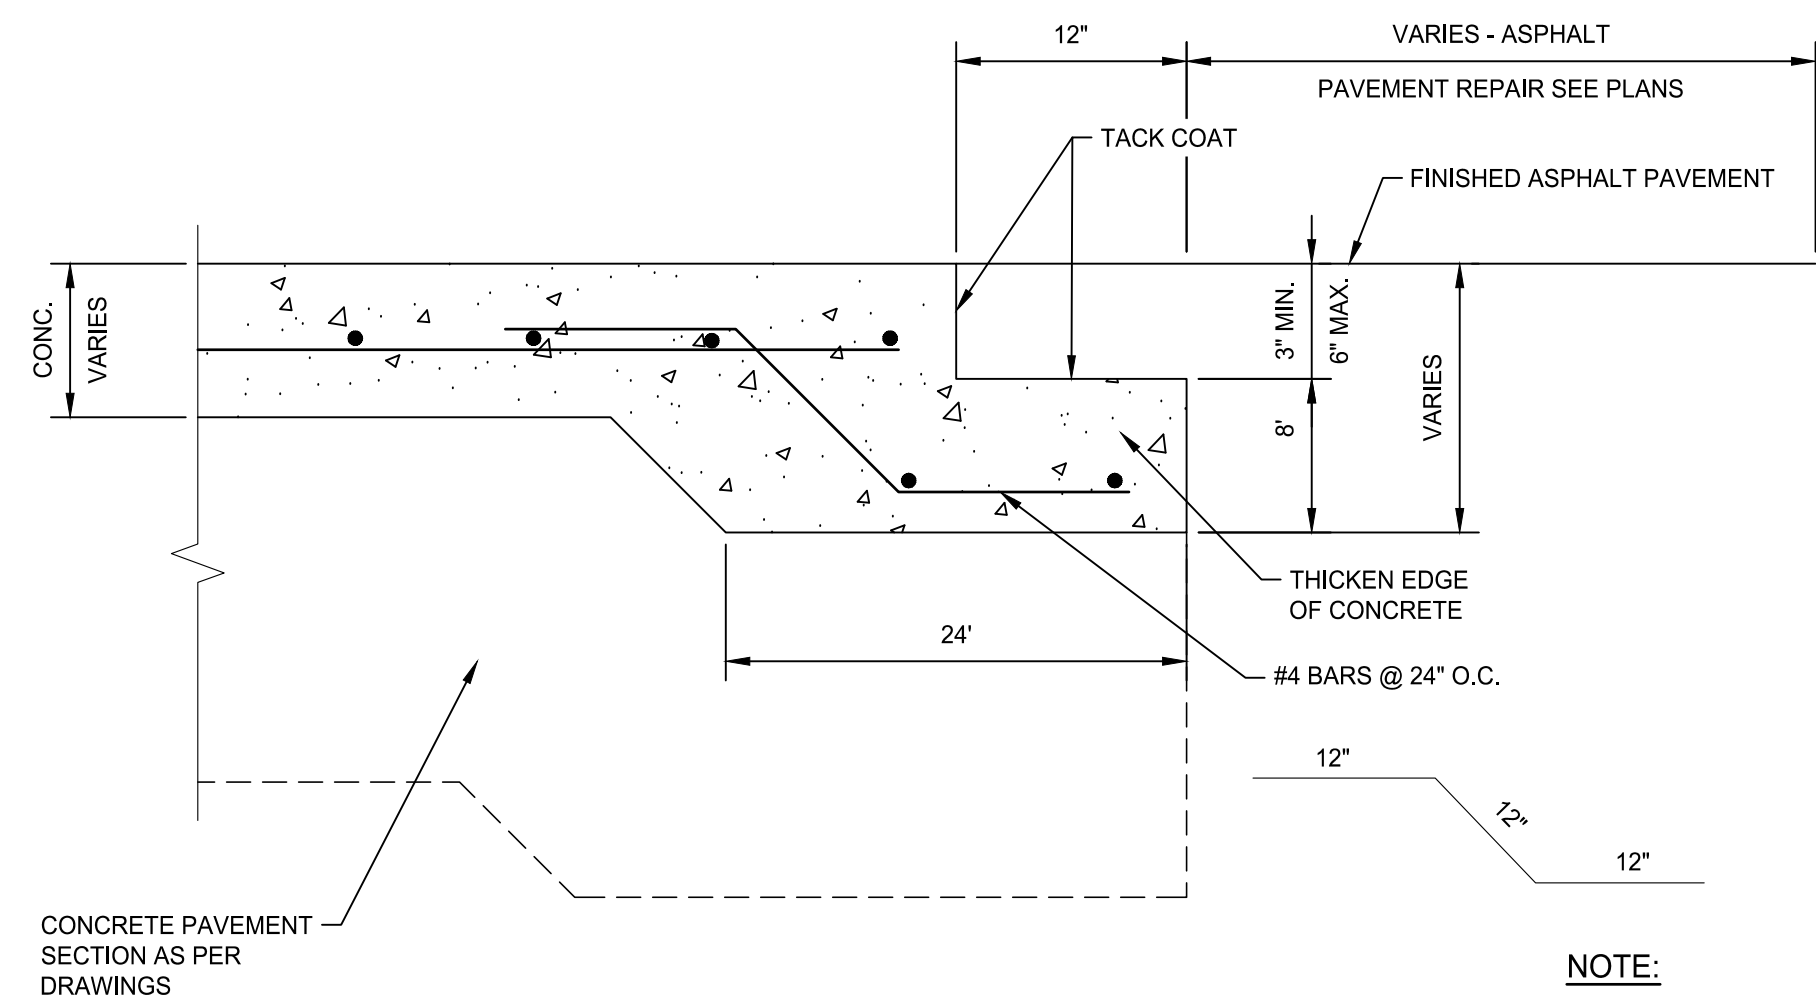 12"
VARIES - ASPHALT
PAVEMENT REPAIR SEE PLANS
TACK COAT
FINISHED ASPHALT PAVEMENT
CONC.
VARIES
3" MIN.
6" MAX.
8'
VARIES
THICKEN EDGE
OF CONCRETE
24'
#4 BARS @ 24" O.C.
12"
12"
12"
CONCRETE PAVEMENT
SECTION AS PER
DRAWINGS
NOTE: